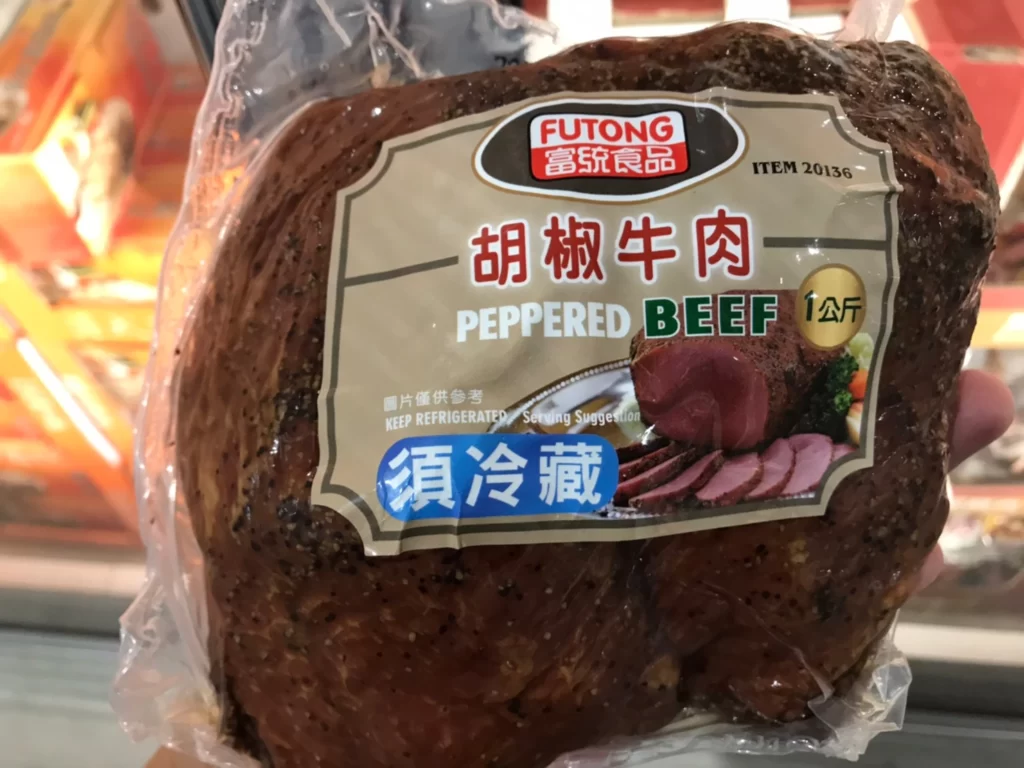 FUTONG
富統食品
ITEM 20136
胡椒牛肉
PEPPERED BEEF
1公斤
圖片僅供參考
KEEP REFRIGERATED Serving Suggestion
須冷藏